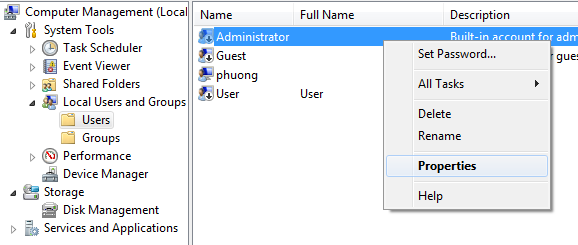 Computer Management (Local
System Tools
Task Scheduler
Event Viewer
Shared Folders
Local Users and Groups
Users
Groups
Performance
Device Manager
Storage
Disk Management
Services and Applications
Name Full Name Description
Administrator Built-in account for adm
Guest r gues
phuong
User User
Set Password...
All Tasks
Delete
Rename
Properties
Help